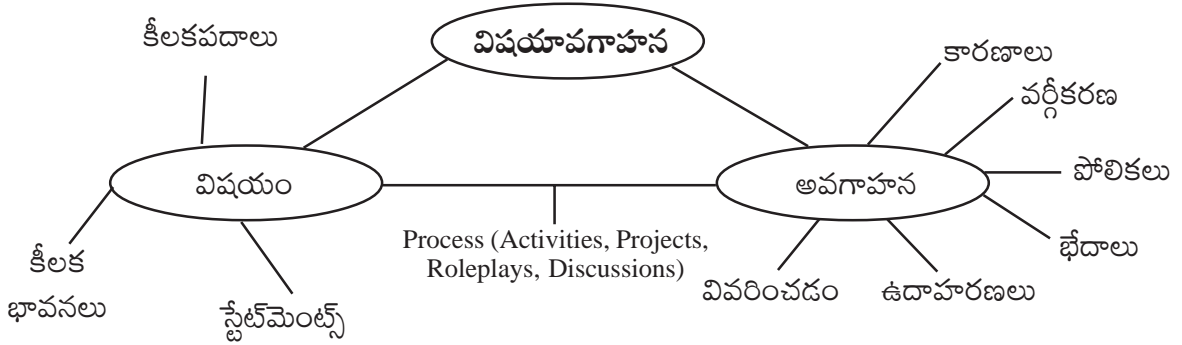 విషయావగాహన
కీలకపదాలు
కారణాలు
వర్గీకరణ
విషయం
అవగాహన
పోలికలు
Process (Activities, Projects,
Roleplays, Discussions)
భేదాలు
కీలక
భావనలు
స్టేట్‌మెంట్స్
వివరించడం
ఉదాహరణలు